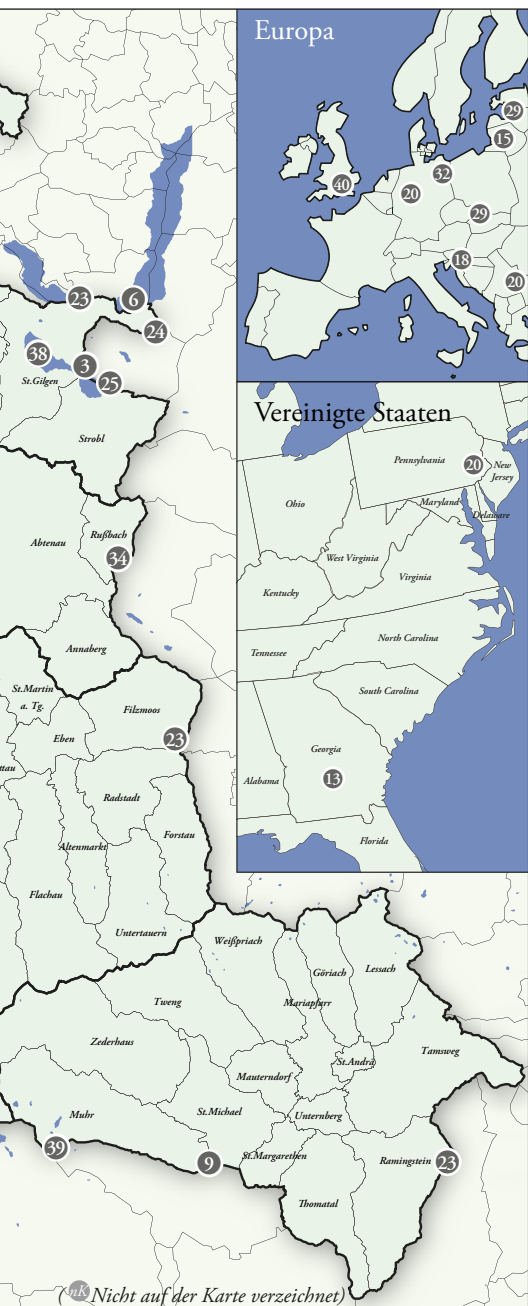 Europa
29
15
32
40
20
29
18
20
23
6
24
38
3
St.Gilgen
25
Strobl
Vereinigte Staaten
Pennsylvania
20
New
Jersey
Ohio
Maryland
Delaware
West Virginia
Virginia
Kentucky
North Carolina
Tennessee
South Carolina
Georgia
13
Alabama
Florida
Abtenau
Rußbach
34
Annaberg
St.Martin
a. Tg.
Filzmoos
Eben
23
ttau
Radstadt
Altenmarkt
Forstau
Flachau
Untertauern
Weißpriach
Göriach
Lessach
Tweng
Mariapfarr
Zederhaus
St.Andrä
Tamsweg
Mauterndorf
Muhr
St.Michael
Unternberg
39
9
St.Margarethen
Ramingstein
23
Thomatal
( nK Nicht auf der Karte verzeichnet)